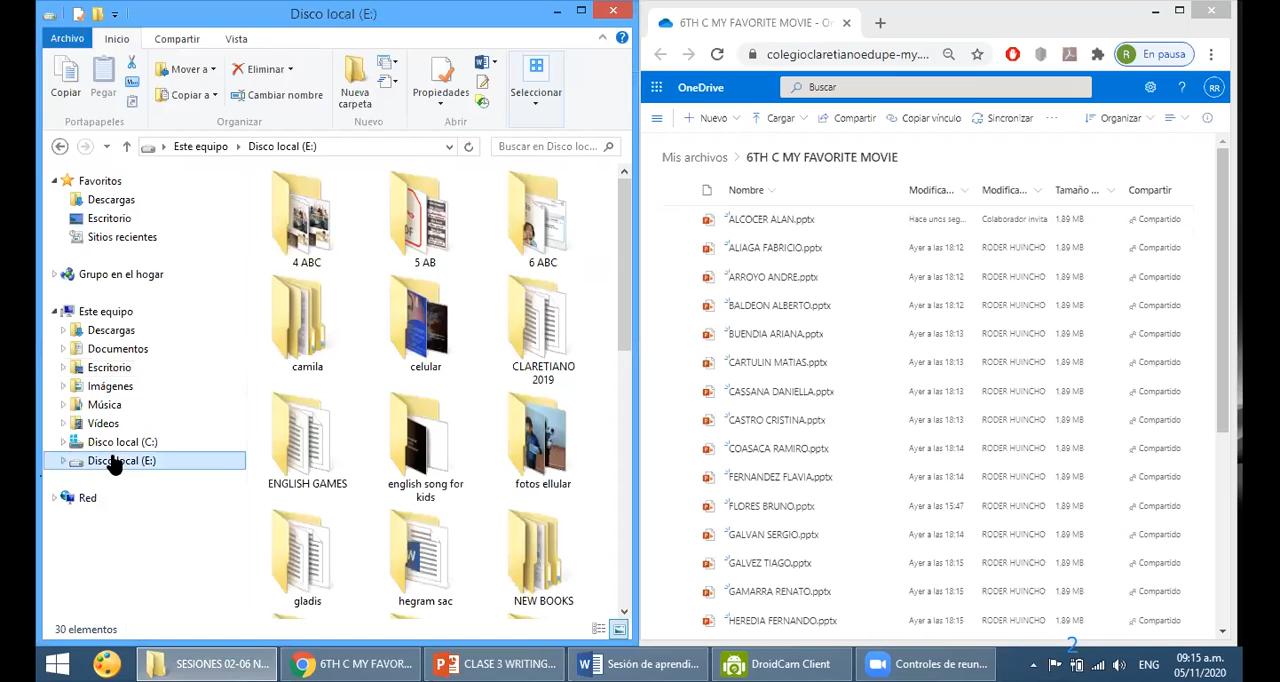 Disco local (E:)
Archivo Inicio Compartir Vista
Copiar Pegar Mover a Copiar a Eliminar Cambiar nombre Nueva carpeta Propiedades Seleccionar
Portapapeles Organizar Nuevo Abrir
Este equipo Disco local (E:) Buscar en Disco loc...
Favoritos
Descargas
Escritorio
Sitios recientes
Grupo en el hogar
Este equipo
Descargas
Documentos
Escritorio
Imágenes
Música
Vídeos
Disco local (C:)
Disco local (E:)
Red
4 ABC 5 AB 6 ABC
camila celular CLARETIANO 2019
ENGLISH GAMES english song for kids fotos ellular
gladis hegram sac NEW BOOKS
30 elementos
6TH C MY FAVORITE MOVIE - On
colegioclaretianoedupe-my.... R En pausa
OneDrive Buscar RR
Nuevo Cargar Compartir Copiar vínculo Sincronizar ... Organizar
Mis archivos > 6TH C MY FAVORITE MOVIE
Nombre Modifica... Modifica... Tamaño ... Compartir
ALCOCER ALAN.pptx Hace unos seg... Colaborador invita 1.89 MB Compartido
ALIAGA FABRICIO.pptx Ayer a las 18:12 RODER HUINCHO 1.89 MB Compartido
ARROYO ANDRE.pptx Ayer a las 18:12 RODER HUINCHO 1.89 MB Compartido
BALDEON ALBERTO.pptx Ayer a las 18:12 RODER HUINCHO 1.89 MB Compartido
BUENDIA ARIANA.pptx Ayer a las 18:13 RODER HUINCHO 1.89 MB Compartido
CARTULIN MATIAS.pptx Ayer a las 18:13 RODER HUINCHO 1.89 MB Compartido
CASSANA DANIELLA.pptx Ayer a las 18:13 RODER HUINCHO 1.89 MB Compartido
CASTRO CRISTINA.pptx Ayer a las 18:13 RODER HUINCHO 1.89 MB Compartido
COASACA RAMIRO.pptx Ayer a las 18:14 RODER HUINCHO 1.89 MB Compartido
FERNANDEZ FLAVIA.pptx Ayer a las 18:14 RODER HUINCHO 1.89 MB Compartido
FLORES BRUNO.pptx Ayer a las 15:47 RODER HUINCHO 1.89 MB Compartido
GALVAN SERGIO.pptx Ayer a las 18:14 RODER HUINCHO 1.89 MB Compartido
GALVEZ TIAGO.pptx Ayer a las 18:15 RODER HUINCHO 1.89 MB Compartido
GAMARRA RENATO.pptx Ayer a las 18:15 RODER HUINCHO 1.89 MB Compartido
HEREDIA FERNANDO.pptx Ayer a las 18:15 RODER HUINCHO 1.89 MB Compartido
2
SESIONES 02-06 N... 6TH C MY FAVOR... CLASE 3 WRITING... Sesión de aprendi... DroidCam Client Controles de reun... ENG 09:15 a.m.
05/11/2020